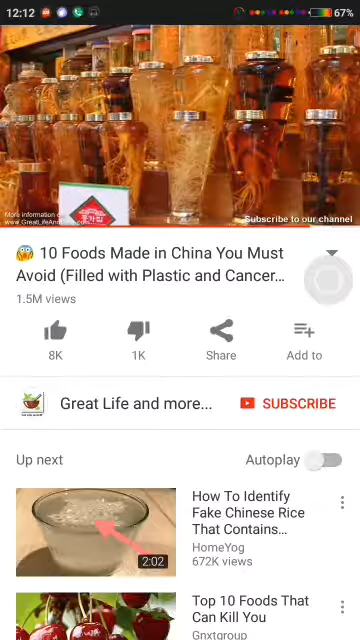 12:12
67%
More information on
www.GreatLifeAnd
Subscribe to our channel
😱 10 Foods Made in China You Must
Avoid (Filled with Plastic and Cancer...
1.5M views
8K
1K
Share
Add to
Great Life and more...
SUBSCRIBE
Up next
Autoplay
2:02
How To Identify
Fake Chinese Rice
That Contains...
HomeYog
672K views
Top 10 Foods That
Can Kill You
Gnxtgroup